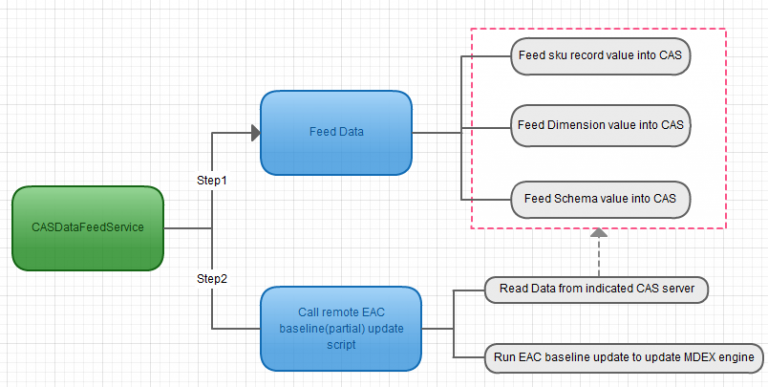 Feed sku record value into CAS
Feed Data
Feed Dimension value into CAS
Step1
Feed Schema value into CAS
CASDataFeedService
Step2
Read Data from indicated CAS server
Call remote EAC
baseline(partial) update
script
Run EAC baseline update to update MDEX engine